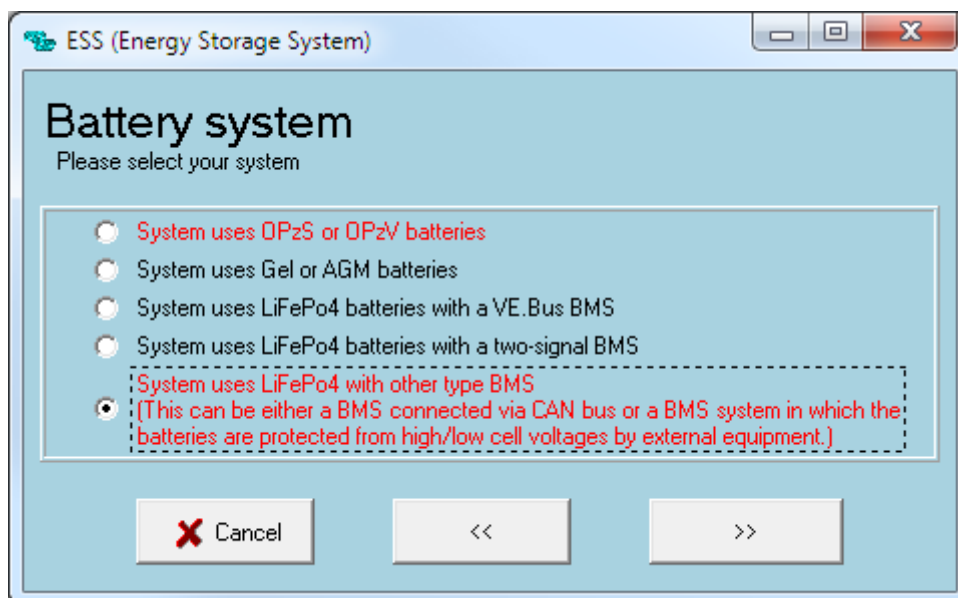 ESS (Energy Storage System)
Battery system
Please select your system
System uses OPzS or OPzV batteries
System uses Gel or AGM batteries
System uses LiFePo4 batteries with a VE.Bus BMS
System uses LiFePo4 batteries with a two-signal BMS
System uses LiFePo4 with other type BMS
(This can be either a BMS connected via CAN bus or a BMS system in which the
batteries are protected from high/low cell voltages by external equipment.)
Cancel
<<
>>